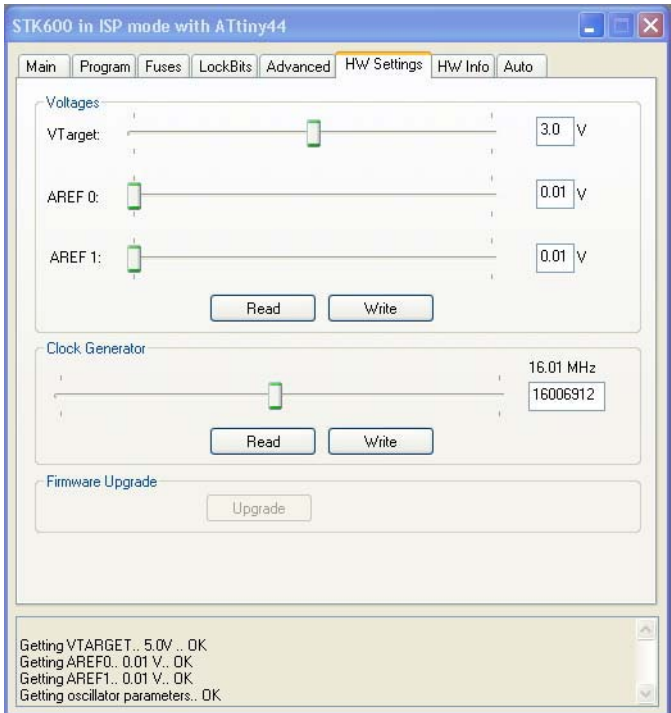 STK600 in ISP mode with ATtiny44
Main Program Fuses LockBits Advanced HW Settings HW Info Auto
Voltages
VTarget: 3.0 V
AREF 0: 0.01 V
AREF 1: 0.01 V
Read Write
Clock Generator
16.01 MHz
16006912
Read Write
Firmware Upgrade
Upgrade
Getting VTARGET.. 5.0V .. OK
Getting AREF0.. 0.01 V.. OK
Getting AREF1.. 0.01 V.. OK
Getting oscillator parameters.. OK